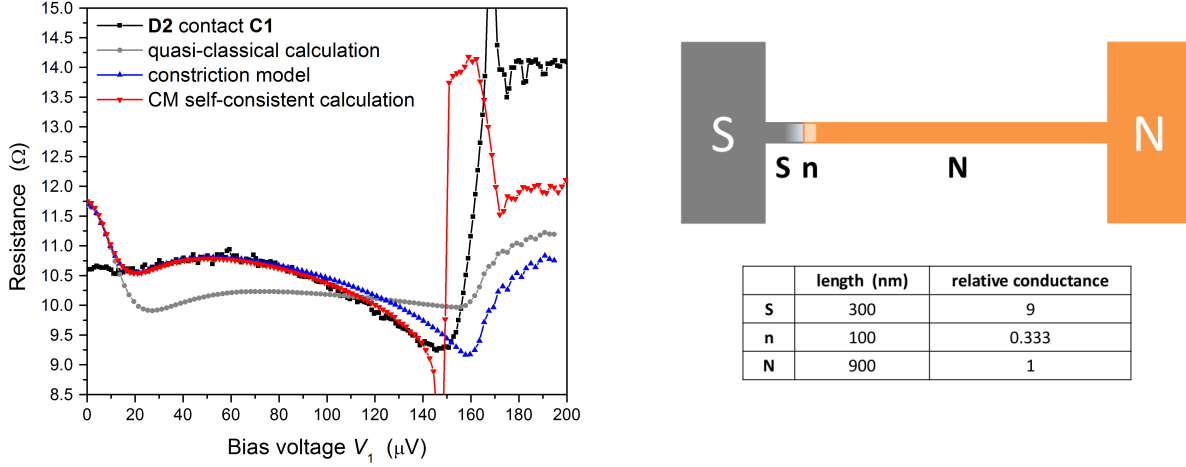 15.0
14.5
14.0
13.5
13.0
12.5
12.0
11.5
11.0
10.5
10.0
9.5
9.0
8.5
Resistance (Ω)
D2 contact C1
quasi-classical calculation
constriction model
CM self-consistent calculation
0 20 40 60 80 100 120 140 160 180 200
Bias voltage V1 (μV)
S
N
S n N
length (nm) relative conductance
S 300 9
n 100 0.333
N 900 1